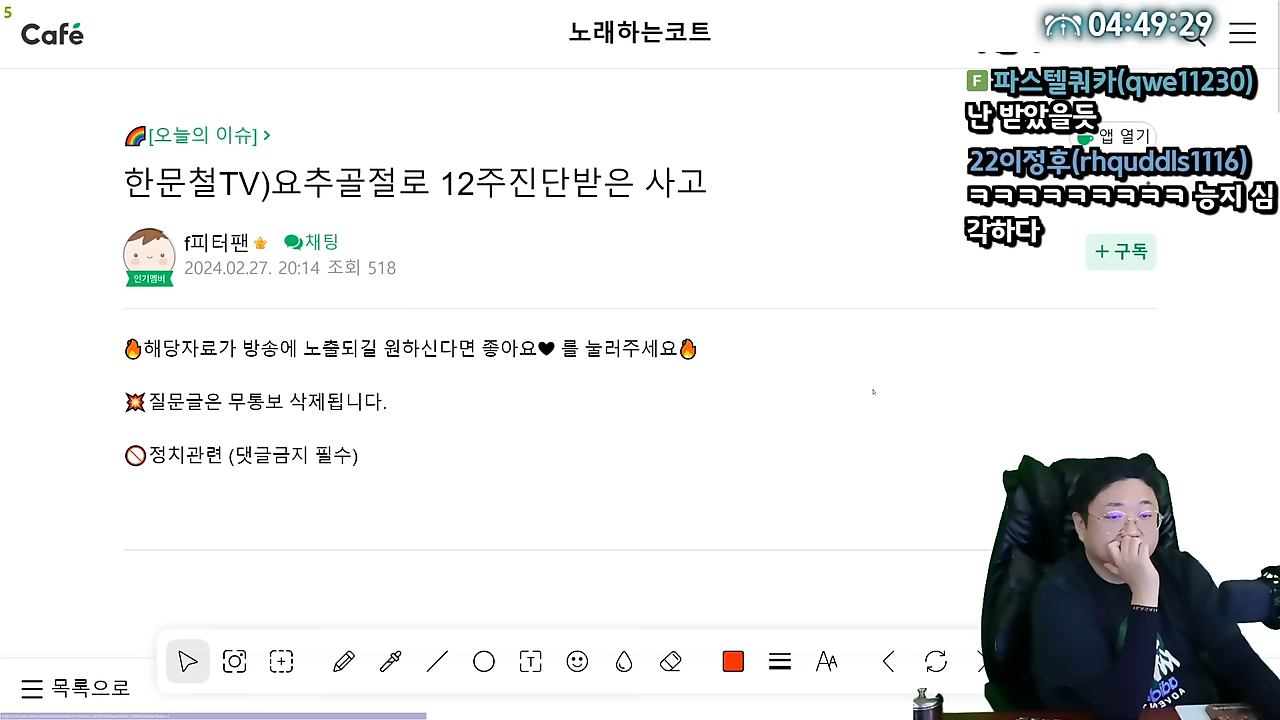 5
Café
노래하는코트
04:49:29
F 파스텔쿼카(qwe11230)
난 받았을듯
앱 열기
22이정후(rhquddls1116)
ㅋㅋㅋㅋㅋㅋㅋㅋㅋ 능지 심
각하다
[오늘의 이슈] >
한문철TV)요추골절로 12주진단받은 사고
f피터팬
채팅
인기멤버
2024.02.27. 20:14 조회 518
+ 구독
🔥해당자료가 방송에 노출되길 원하신다면 좋아요♥ 를 눌러주세요🔥
💥질문글은 무통보 삭제됩니다.
🚫정치관련 (댓글금지 필수)
T
AA
목록으로